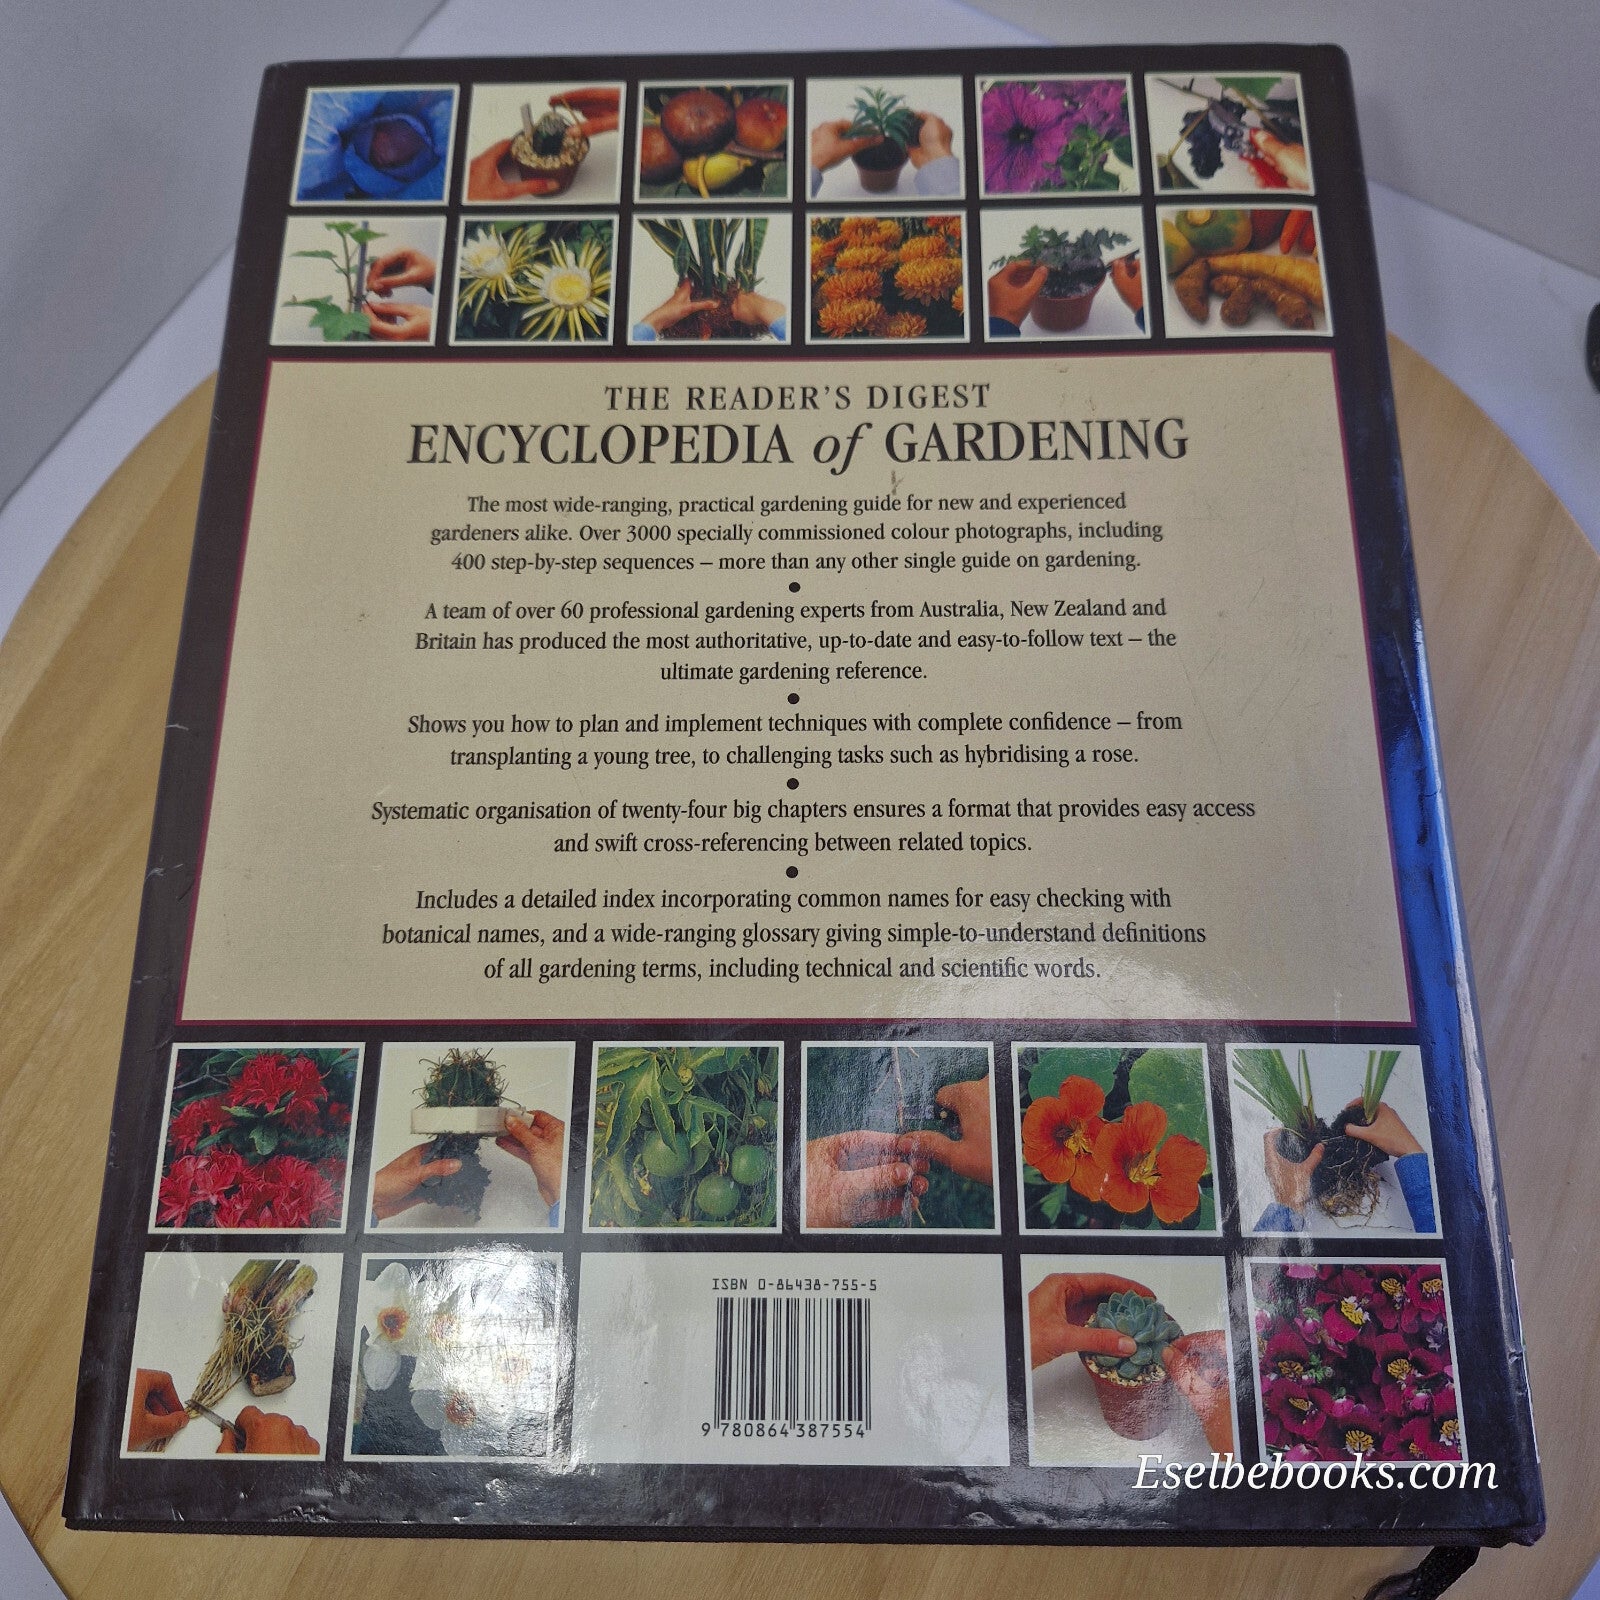 THE READER'S DIGEST
ENCYCLOPEDIA of GARDENING
The most wide-ranging, practical gardening guide for new and experienced
gardeners alike. Over 3000 specially commissioned colour photographs, including
400 step-by-step sequences – more than any other single guide on gardening.
●
A team of over 60 professional gardening experts from Australia, New Zealand and
Britain has produced the most authoritative, up-to-date and easy-to-follow text – the
ultimate gardening reference.
●
Shows you how to plan and implement techniques with complete confidence – from
transplanting a young tree, to challenging tasks such as hybridising a rose.
●
Systematic organisation of twenty-four big chapters ensures a format that provides easy access
and swift cross-referencing between related topics.
●
Includes a detailed index incorporating common names for easy checking with
botanical names, and a wide-ranging glossary giving simple-to-understand definitions
of all gardening terms, including technical and scientific words.
ISBN 0-86438-755-5
9 780864 387554
Eselbebooks.com